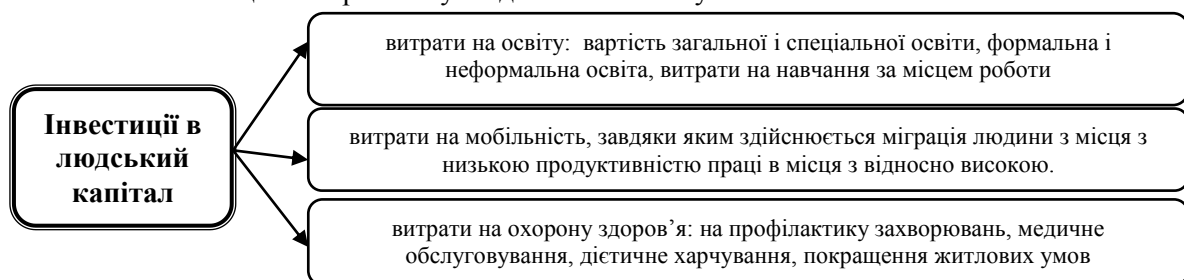 витрати на освіту: вартість загальної і спеціальної освіти, формальна і
неформальна освіта, витрати на навчання за місцем роботи
Інвестиції в
людський
капітал
витрати на мобільність, завдяки яким здійснюється міграція людини з місця з
низькою продуктивністю праці в місця з відносно високою.
витрати на охорону здоров’я: на профілактику захворювань, медичне
обслуговування, дієтичне харчування, покращення житлових умов